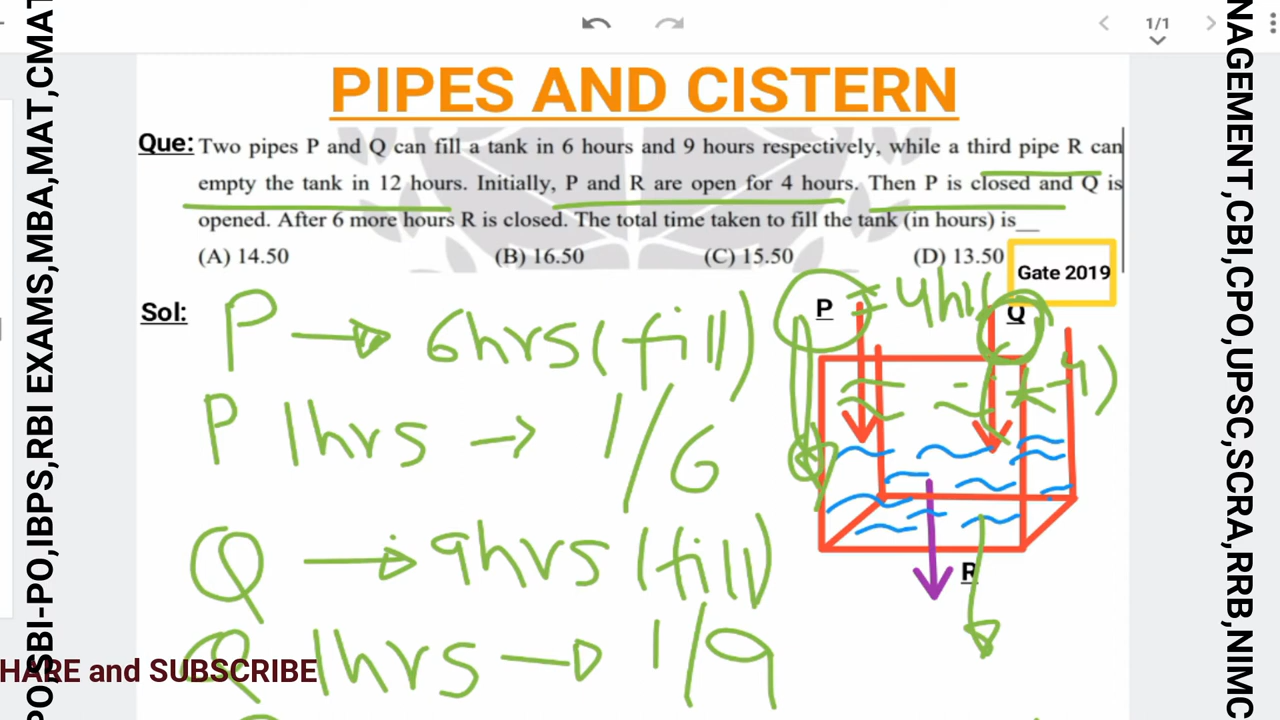 1/1
PIPES AND CISTERN
Que: Two pipes P and Q can fill a tank in 6 hours and 9 hours respectively, while a third pipe R can
empty the tank in 12 hours. Initially, P and R are open for 4 hours. Then P is closed and Q is
opened. After 6 more hours R is closed. The total time taken to fill the tank (in hours) is__
(A) 14.50 (B) 16.50 (C) 15.50 (D) 13.50
Gate 2019
Sol:
P → 6hrs (fill)
P 1hrs → 1/6
Q → 9hrs (fill)
Q 1hrs → 1/9
P = 4hr
Q
(x-4)
R
PO,SBI-PO,IBPS,RBI EXAMS,MBA,MAT,CMAT
NAGEMENT,CBI,CPO,UPSC,SCRA,RRB,NIMC
HARE and SUBSCRIBE